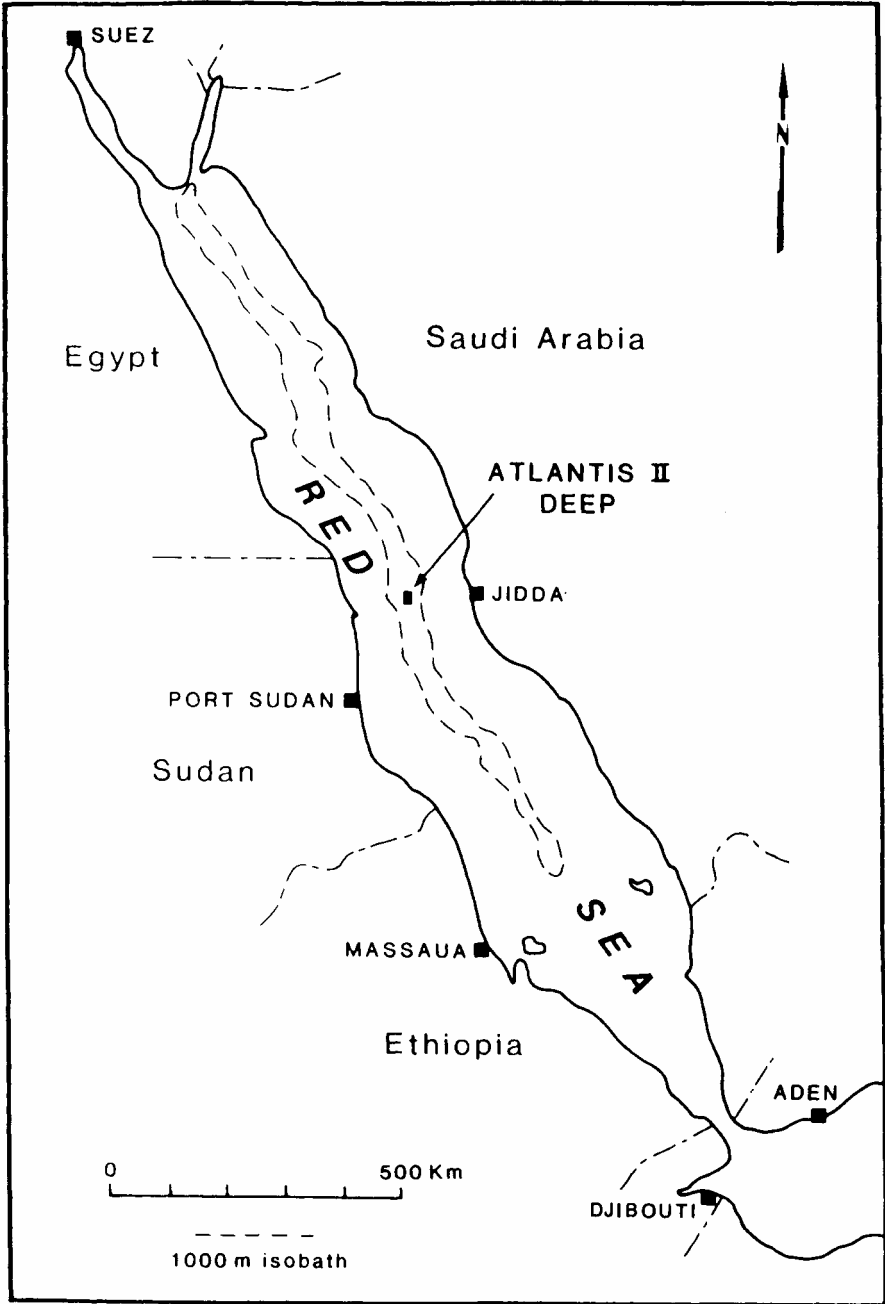 SUEZ
N
Saudi Arabia
Egypt
ATLANTIS II
DEEP
RED
JIDDA
PORT SUDAN
Sudan
SEA
MASSAUA
Ethiopia
ADEN
0 500 Km
DJIBOUTI
1000 m isobath